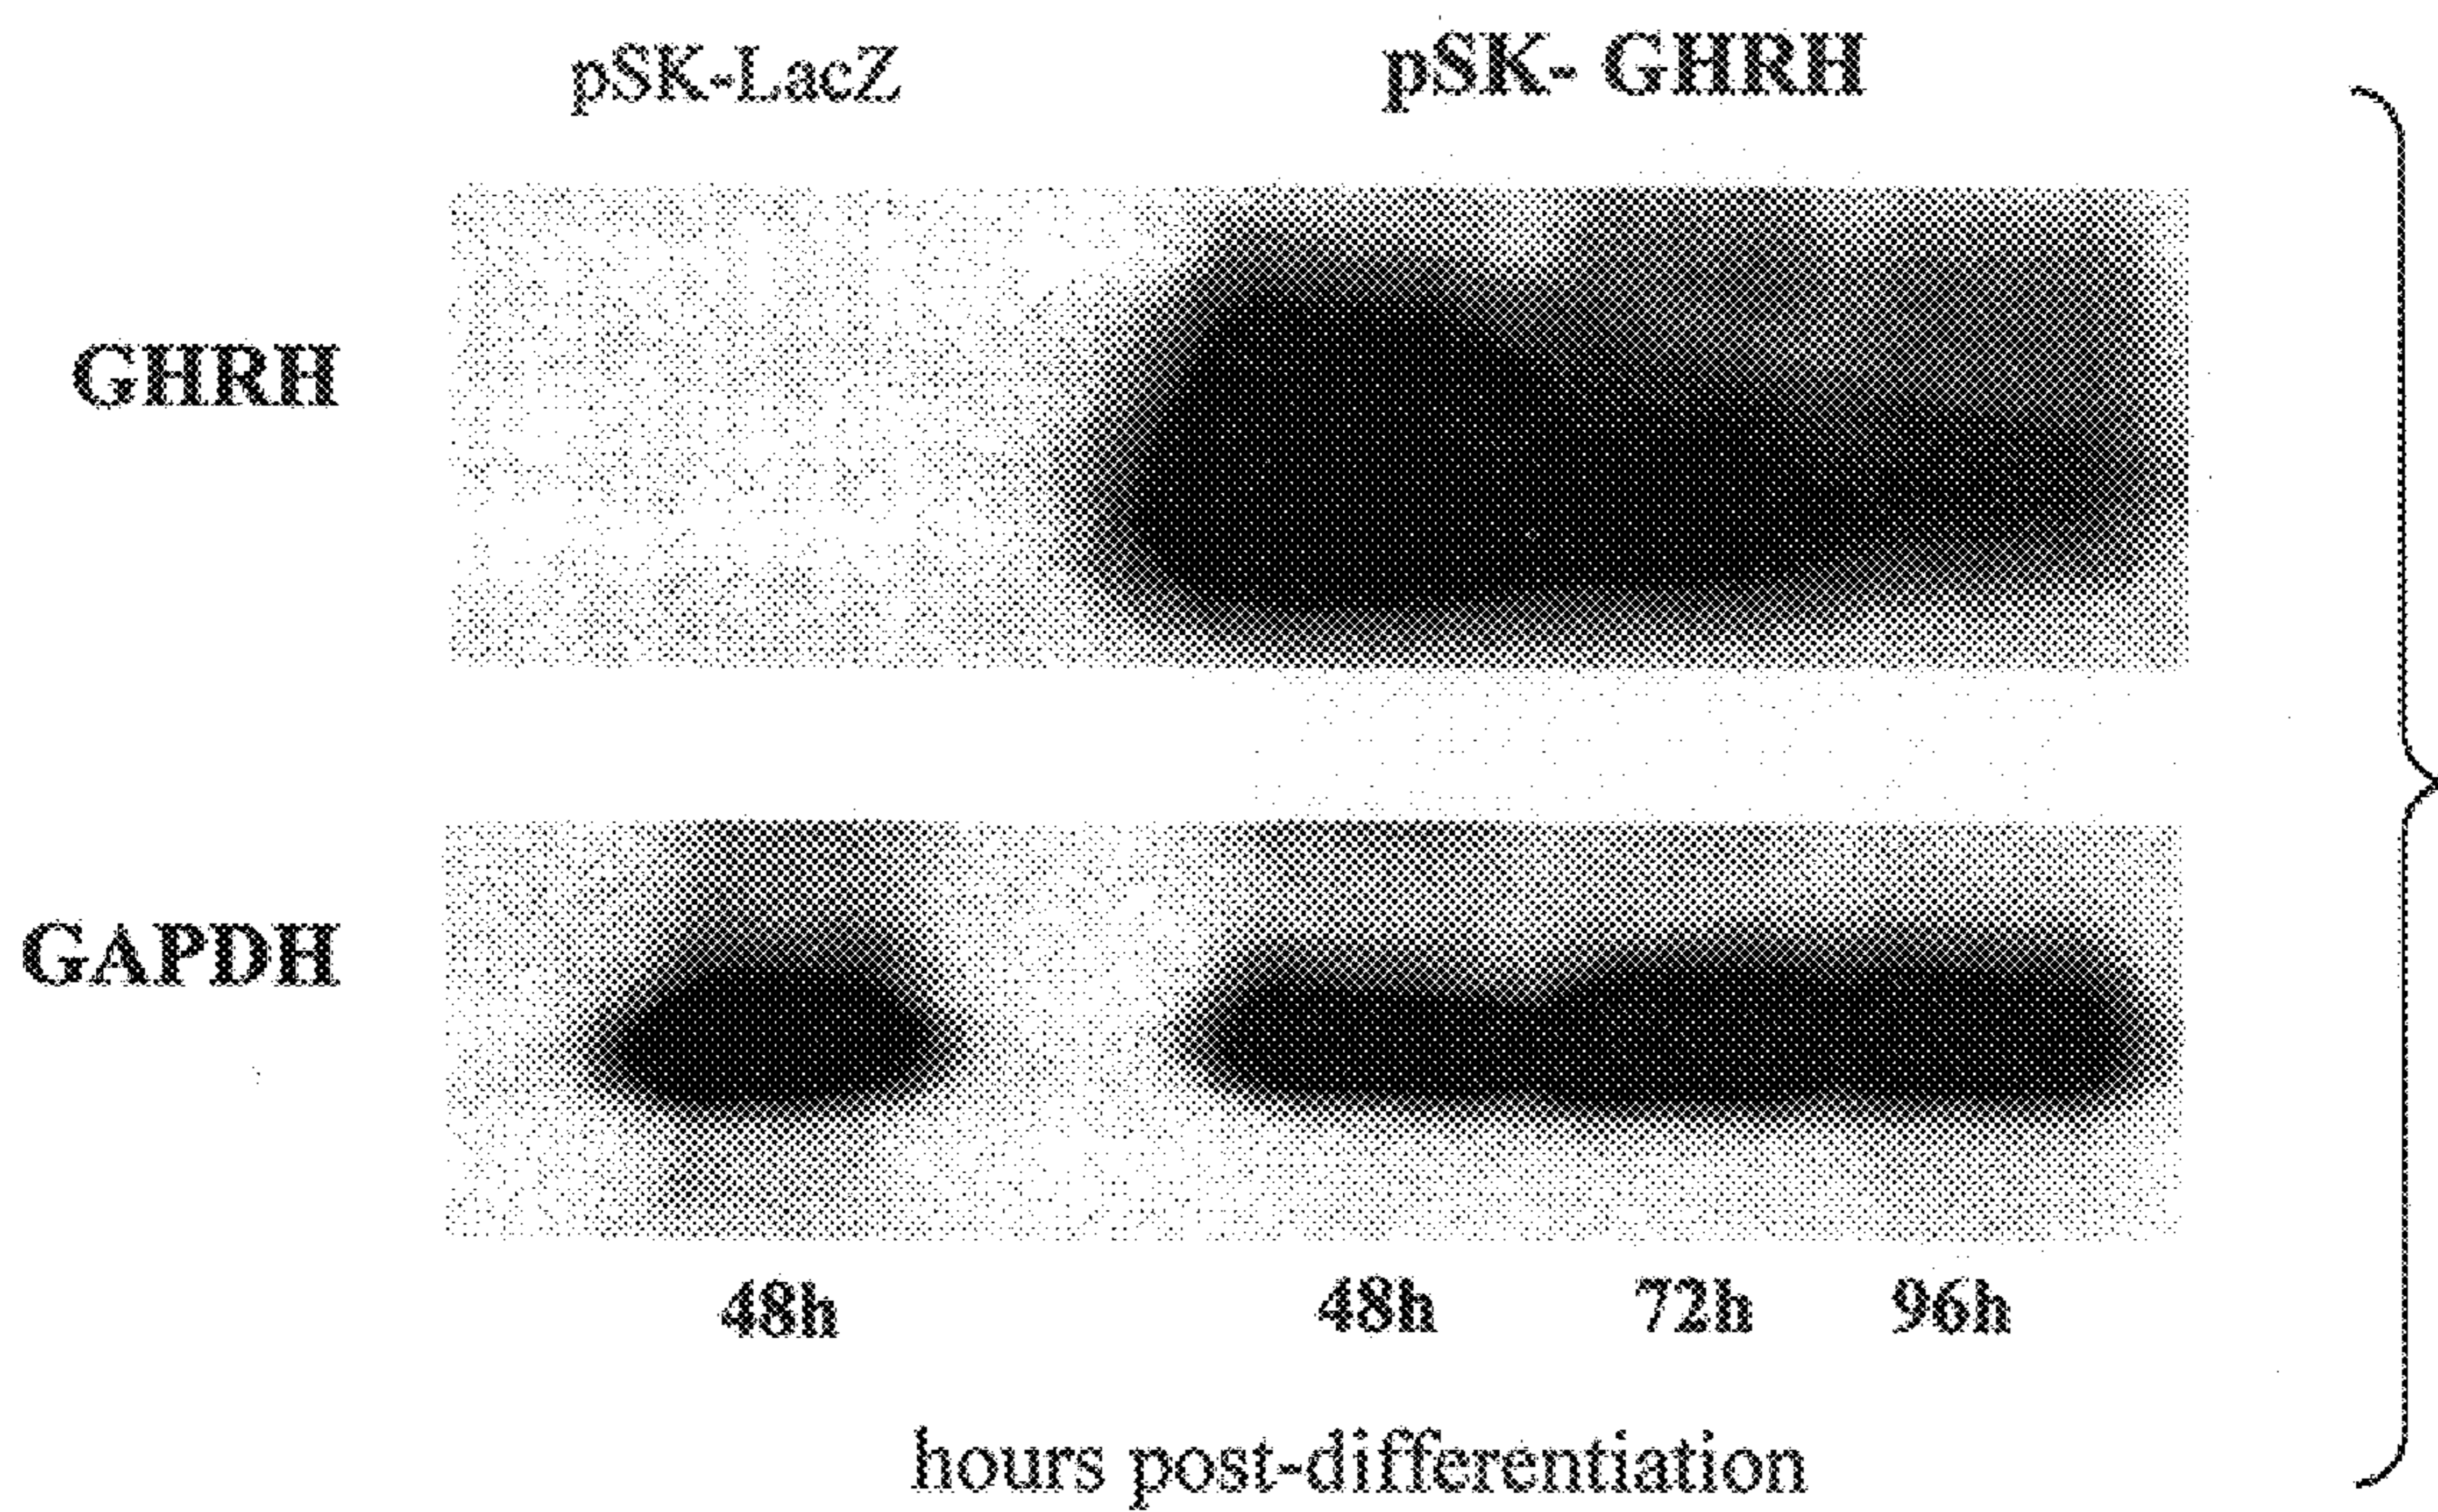 pSK-LacZ pSK- GHRH
GHRH
GAPDH
48h 48h 72h 96h
hours post-differentiation